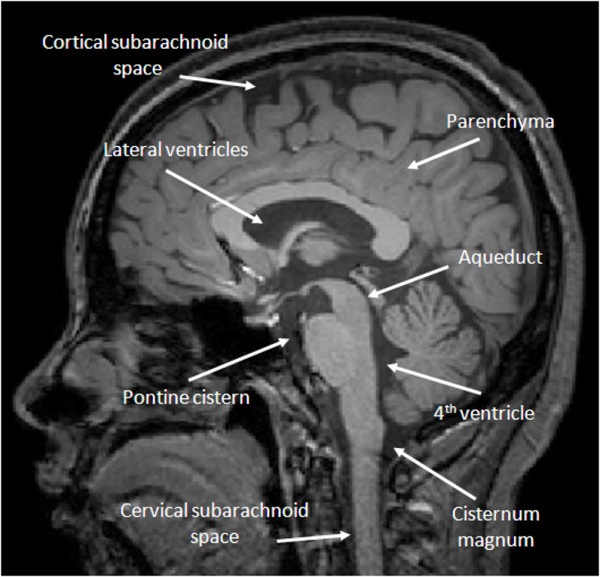 Cortical subarachnoid
space
Parenchyma
Lateral ventricles
Aqueduct
Pontine cistern
4th ventricle
Cervical subarachnoid
space
Cisternum
magnum